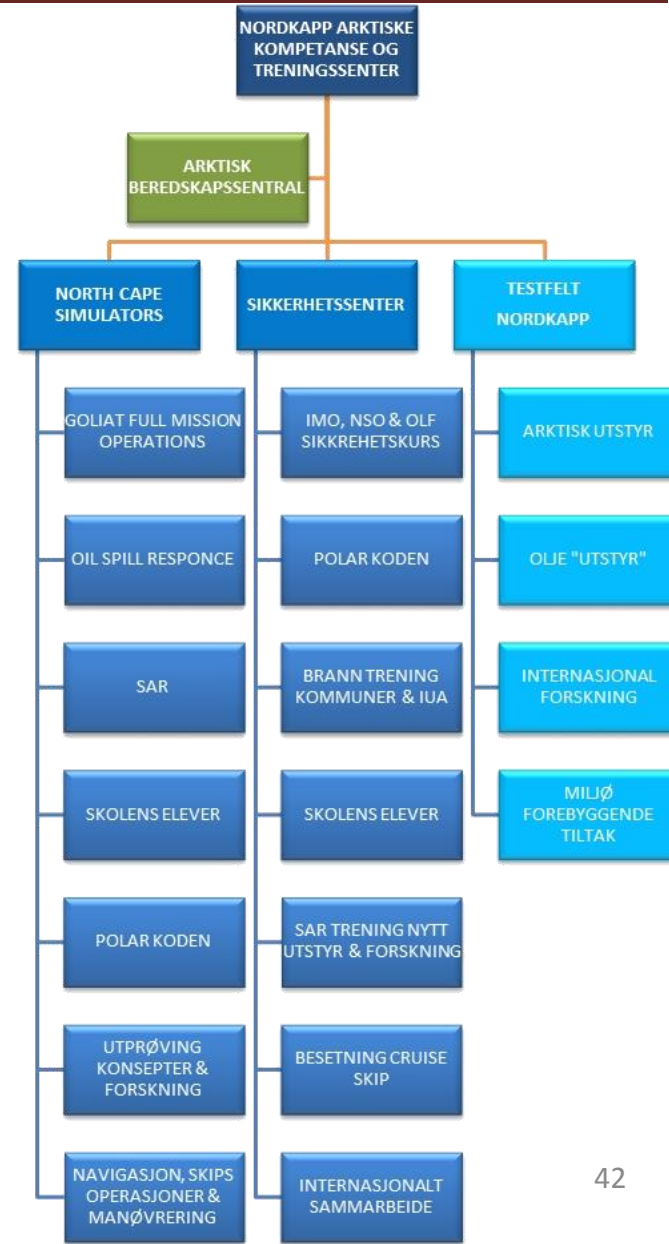 NORDKAPP ARKTISKE
KOMPETANSE OG
TRENINGSSENTER
ARKTISK
BEREDSKAPSSENTRAL
NORTH CAPE
SIMULATORS
GOLIAT FULL MISSION
OPERATIONS
OIL SPILL RESPONCE
SAR
SKOLENS ELEVER
POLAR KODEN
UTPRØVING
KONSEPTER &
FORSKNING
NAVIGASJON, SKIPS
OPERASJONER &
MANØVRERING
SIKKERHETSSENTER
IMO, NSO & OLF
SIKKREHETSKURS
POLAR KODEN
BRANN TRENING
KOMMUNER & IUA
SKOLENS ELEVER
SAR TRENING NYTT
UTSTYR & FORSKNING
BESETNING CRUISE
SKIP
INTERNASJONALT
SAMMARBEIDE
TESTFELT
NORDKAPP
ARKTISK UTSTYR
OLJE "UTSTYR"
INTERNASJONAL
FORSKNING
MILJØ
FOREBYGGENDE
TILTAK
42